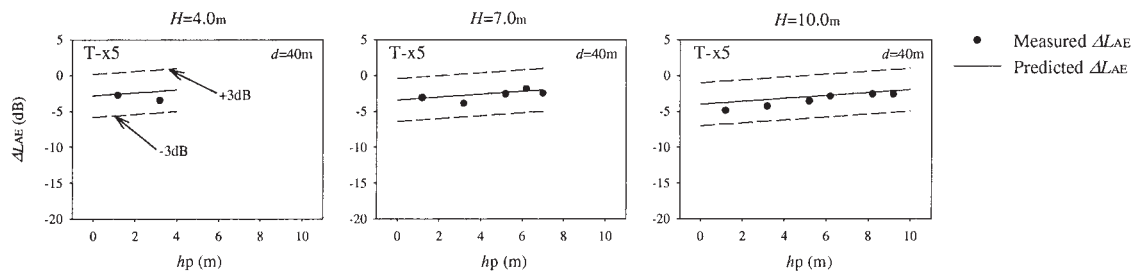 H=4.0m
H=7.0m
H=10.0m
T-x5
d=40m
+3dB
-3dB
5
0
-5
-10
-15
-20
ΔLAE (dB)
0 2 4 6 8 10
hp (m)
T-x5
d=40m
5
0
-5
-10
-15
-20
0 2 4 6 8 10
hp (m)
T-x5
d=40m
5
0
-5
-10
-15
-20
0 2 4 6 8 10
hp (m)
Measured ΔLAE
Predicted ΔLAE